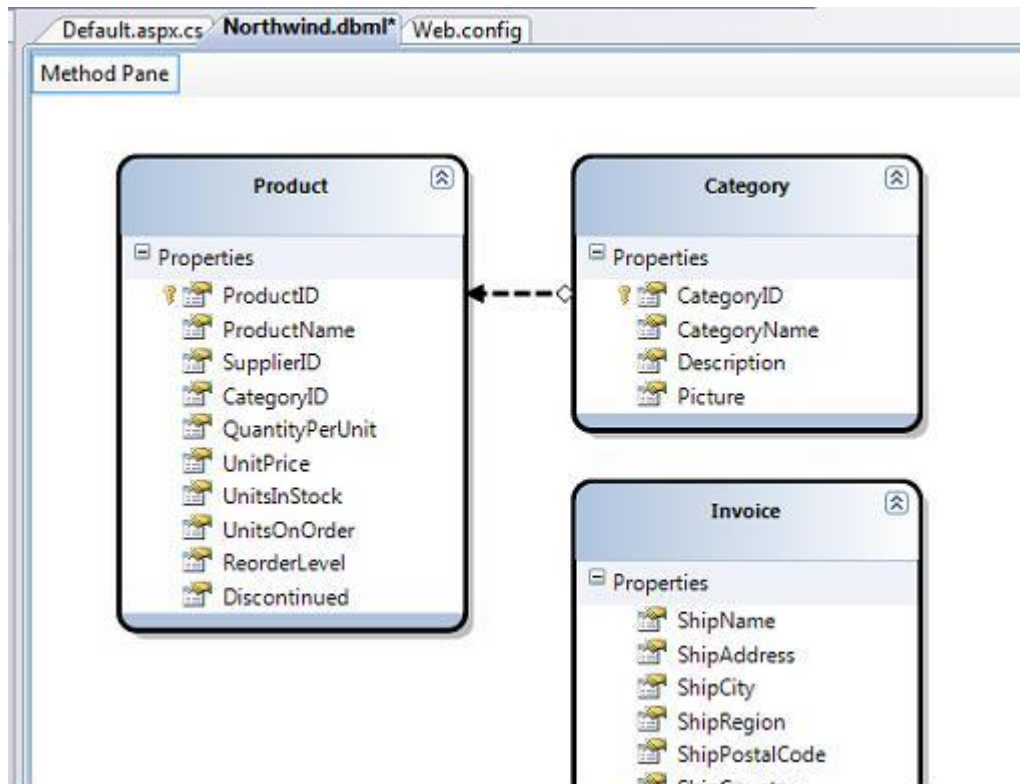 Default.aspx.cs Northwind.dbml* Web.config
Method Pane
Product
Properties
ProductID
ProductName
SupplierID
CategoryID
QuantityPerUnit
UnitPrice
UnitsInStock
UnitsOnOrder
ReorderLevel
Discontinued
Category
Properties
CategoryID
CategoryName
Description
Picture
Invoice
Properties
ShipName
ShipAddress
ShipCity
ShipRegion
ShipPostalCode